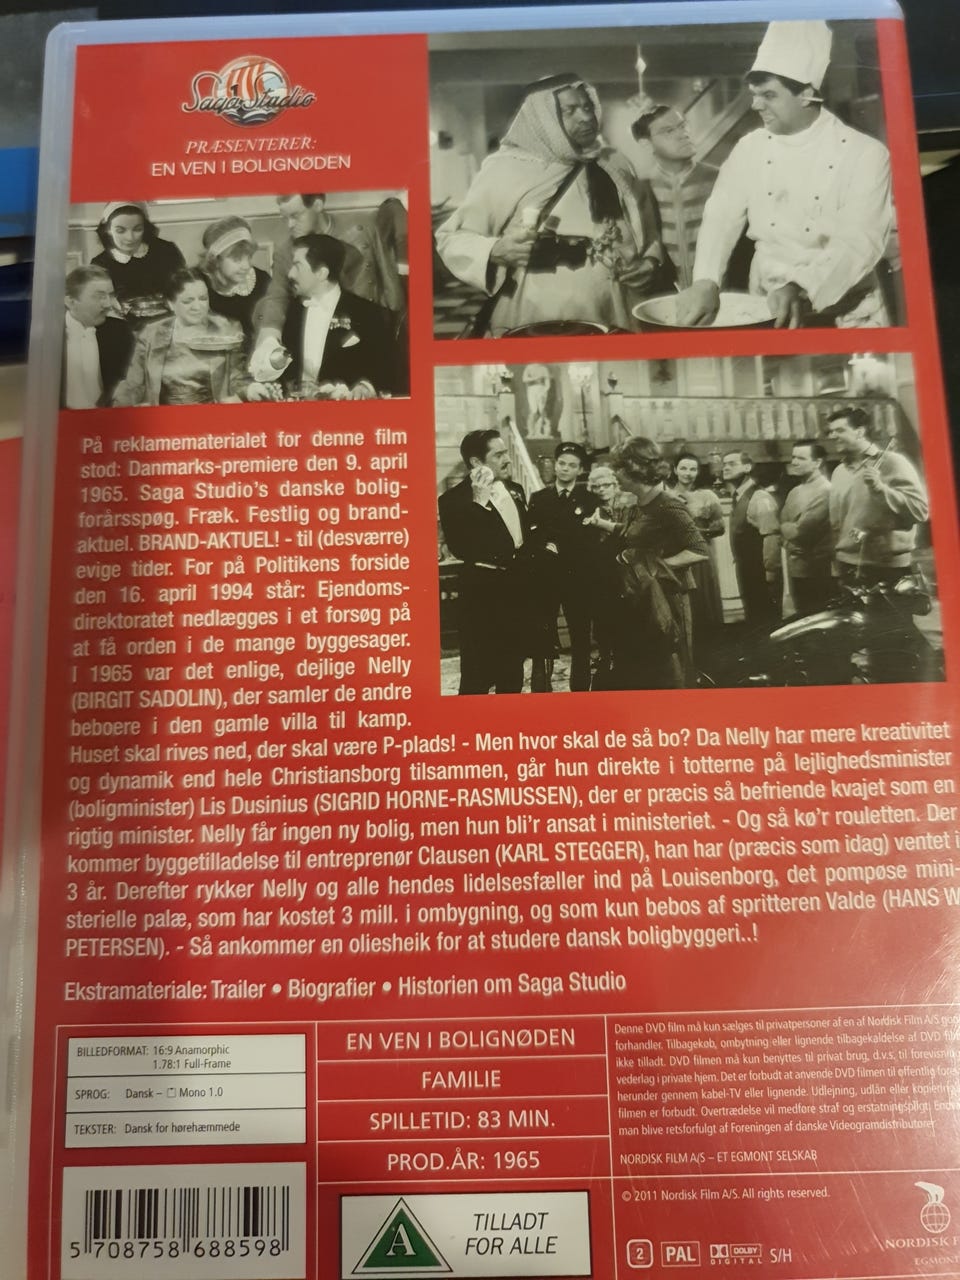 Saga Studio
PRÆSENTERER:
EN VEN I BOLIGNØDEN
På reklamematerialet for denne film
stod: Danmarks-premiere den 9. april
1965. Saga Studio's danske bolig-
forårsspøg. Fræk. Festlig og brand-
aktuel. BRAND-AKTUEL! - til (desværre)
evige tider. For på Politikens forside
den 16. april 1994 står: Ejendoms-
direktoratet nedlægges i et forsøg på
at få orden i de mange byggesager.
I 1965 var det enlige, dejlige Nelly
(BIRGIT SADOLIN), der samler de andre
beboere i den gamle villa til kamp.
Huset skal rives ned, der skal være P-plads! - Men hvor skal de så bo? Da Nelly har mere kreativitet
og dynamik end hele Christiansborg tilsammen, går hun direkte i totterne på lejlighedsminister
(boligminister) Lis Dusinius (SIGRID HORNE-RASMUSSEN), der er præcis så befriende kvajet som en
rigtig minister. Nelly får ingen ny bolig, men hun bli'r ansat i ministeriet. - Og så kø'r rouletten. Der
kommer byggetilladelse til entreprenør Clausen (KARL STEGGER), han har (præcis som idag) ventet i
3 år. Derefter rykker Nelly og alle hendes lidelsesfæller ind på Louisenborg, det pompøse mini-
sterielle palæ, som har kostet 3 mill. i ombygning, og som kun bebos af spritteren Valde (HANS W
PETERSEN). - Så ankommer en oliesheik for at studere dansk boligbyggeri..!
Ekstramateriale: Trailer • Biografier • Historien om Saga Studio
BILLEDFORMAT: 16:9 Anamorphic
1.78:1 Full-Frame
SPROG: Dansk – Mono 1.0
TEKSTER: Dansk for hørehæmmede
5 708758 688598
EN VEN I BOLIGNØDEN
FAMILIE
SPILLETID: 83 MIN.
PROD.ÅR: 1965
A
TILLADT
FOR ALLE
Denne DVD film må kun sælges til privatpersoner af en af Nordisk Film A/S
forhandler. Tilbagekøb, ombytning eller lignende tilbagekaldelse af DVD
ikke tilladt. DVD filmen må kun benyttes til privat brug, d.v.s. til
vederlag i private hjem. Det er forbudt at anvende DVD filmen til offentlig
herunder gennem kabel-TV eller lignende. Udlejning, udlån eller kopiering
filmen er forbudt. Overtrædelse vil medføre straf og erstatningspligt.
man blive retsforfulgt af Foreningen af danske Videogramdistributører
NORDISK FILM A/S – ET EGMONT SELSKAB
© 2011 Nordisk Film A/S. All rights reserved.
2 PAL DOLBY DIGITAL S/H
NORDISK F
EGMONT